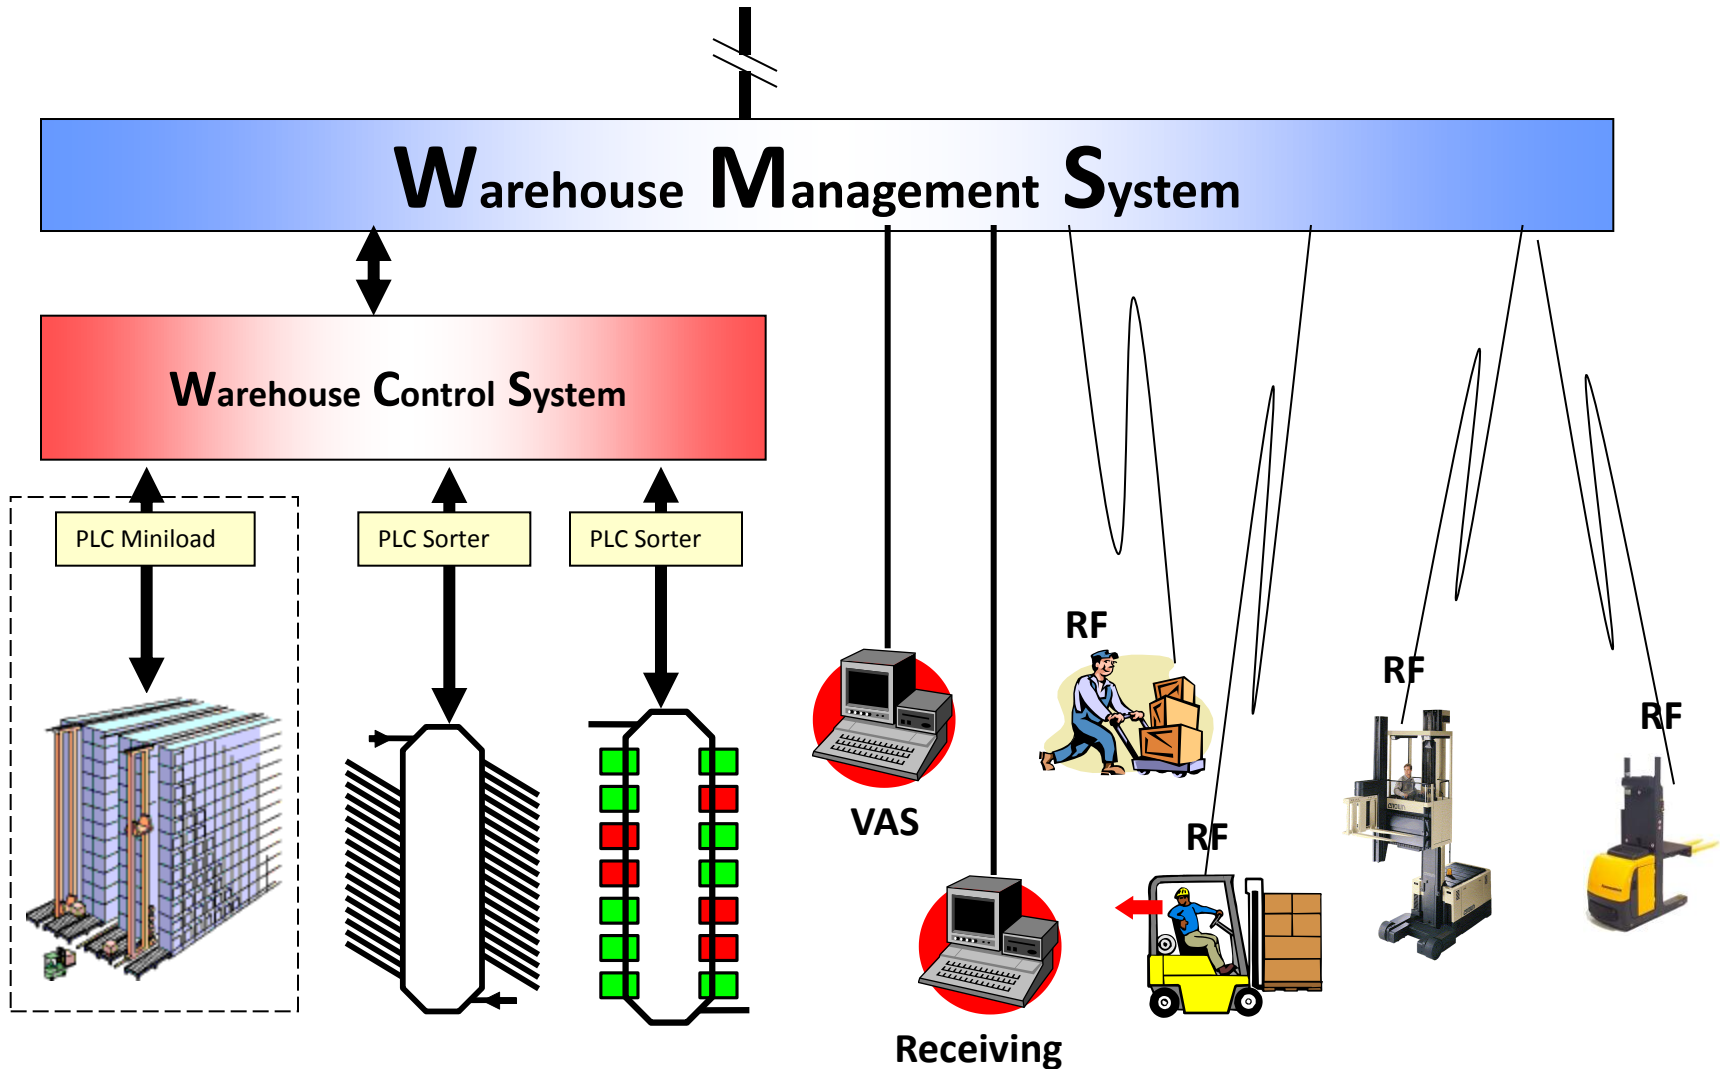 Warehouse Management System
Warehouse Control System
PLC Miniload
PLC Sorter
PLC Sorter
RF
RF
RF
RF
VAS
Receiving